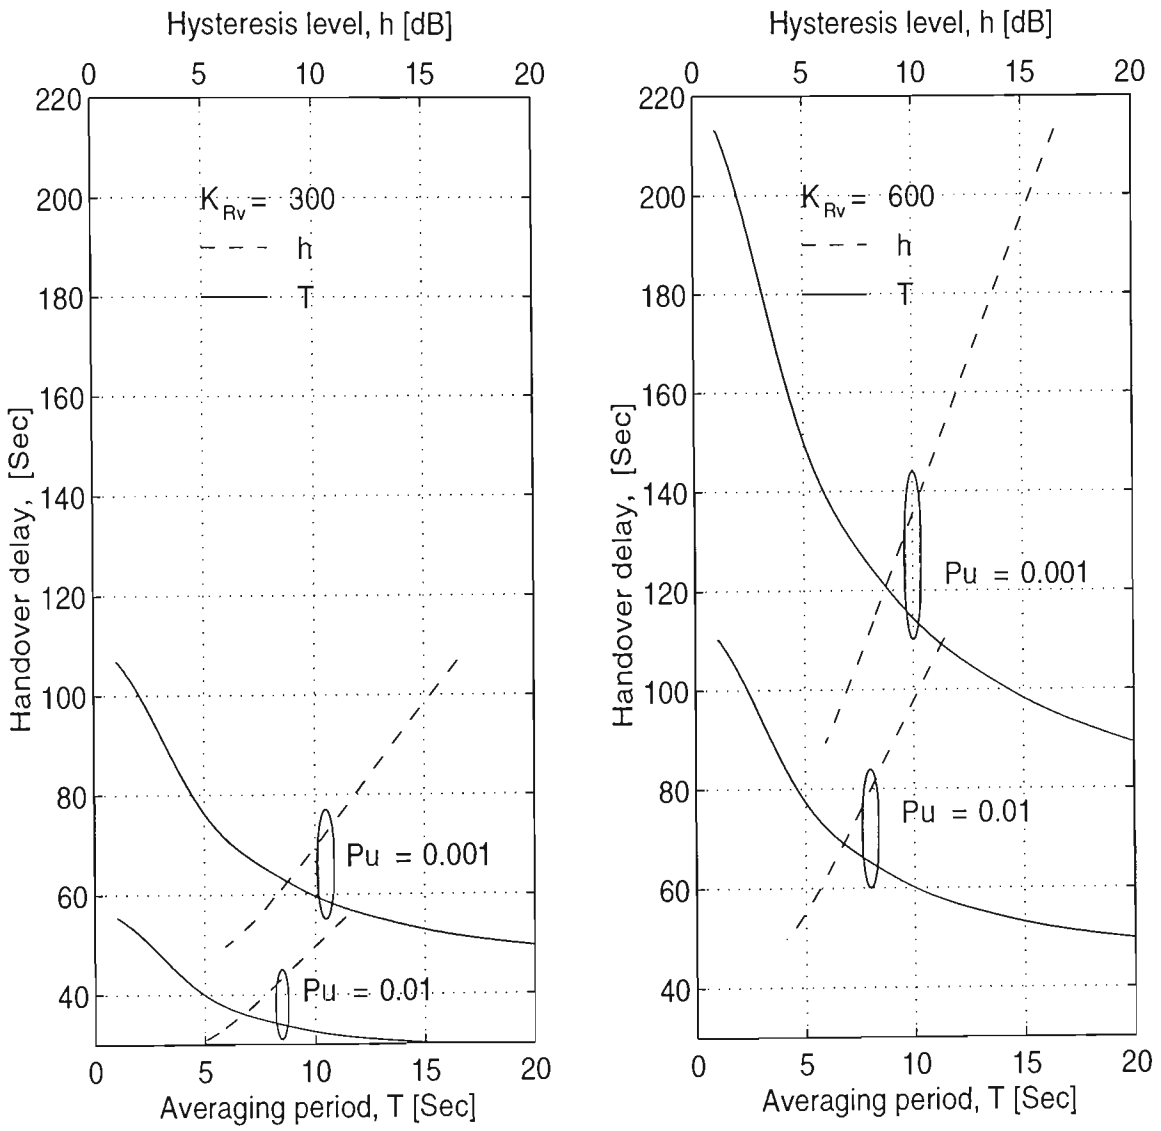 Hysteresis level, h [dB]
0 5 10 15 20
220
200
180
160
140
120
100
80
60
40
Handover delay, [Sec]
K_Rv = 300
h
T
Pu = 0.001
Pu = 0.01
0 5 10 15 20
Averaging period, T [Sec]
Hysteresis level, h [dB]
0 5 10 15 20
220
200
180
160
140
120
100
80
60
40
Handover delay, [Sec]
K_Rv = 600
h
T
Pu = 0.001
Pu = 0.01
0 5 10 15 20
Averaging period, T [Sec]